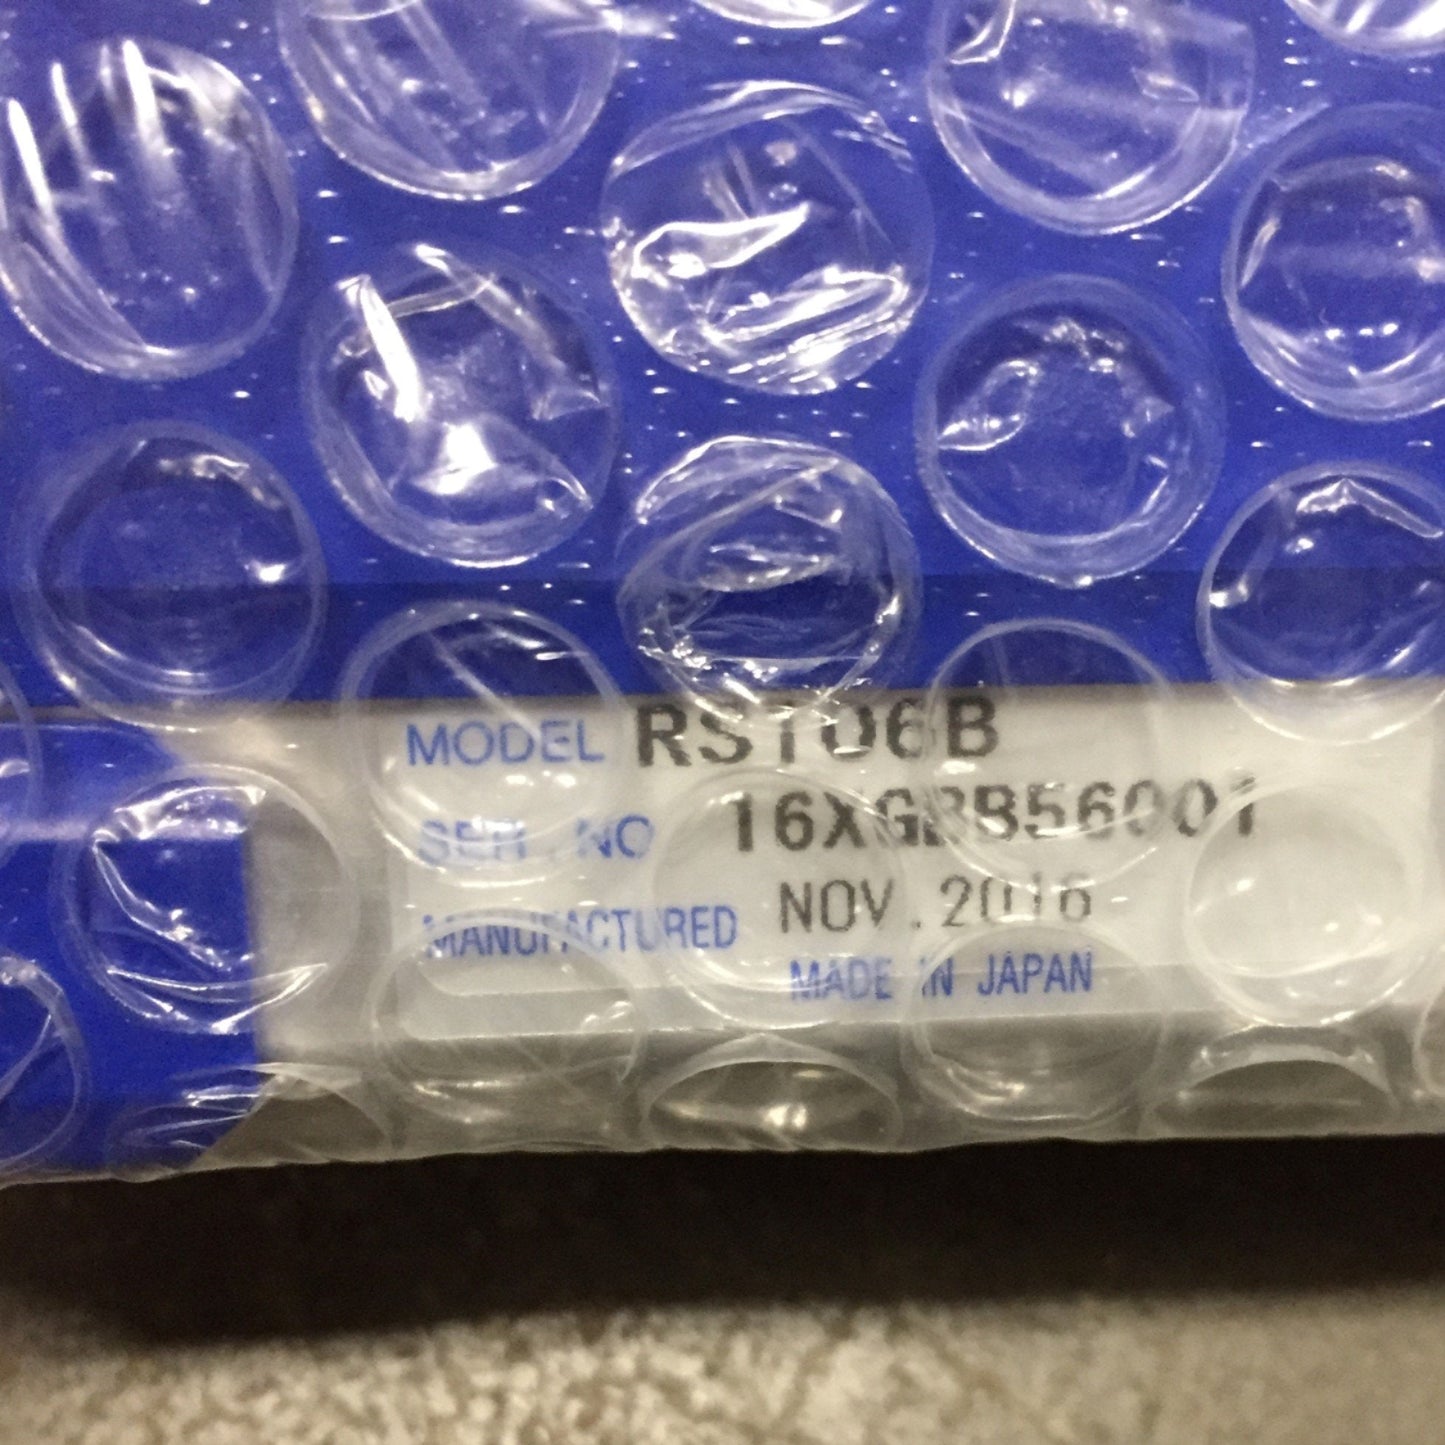 MODEL RST06B
SER. NO 16XGBB56001
MANUFACTURED NOV.2016
MADE IN JAPAN